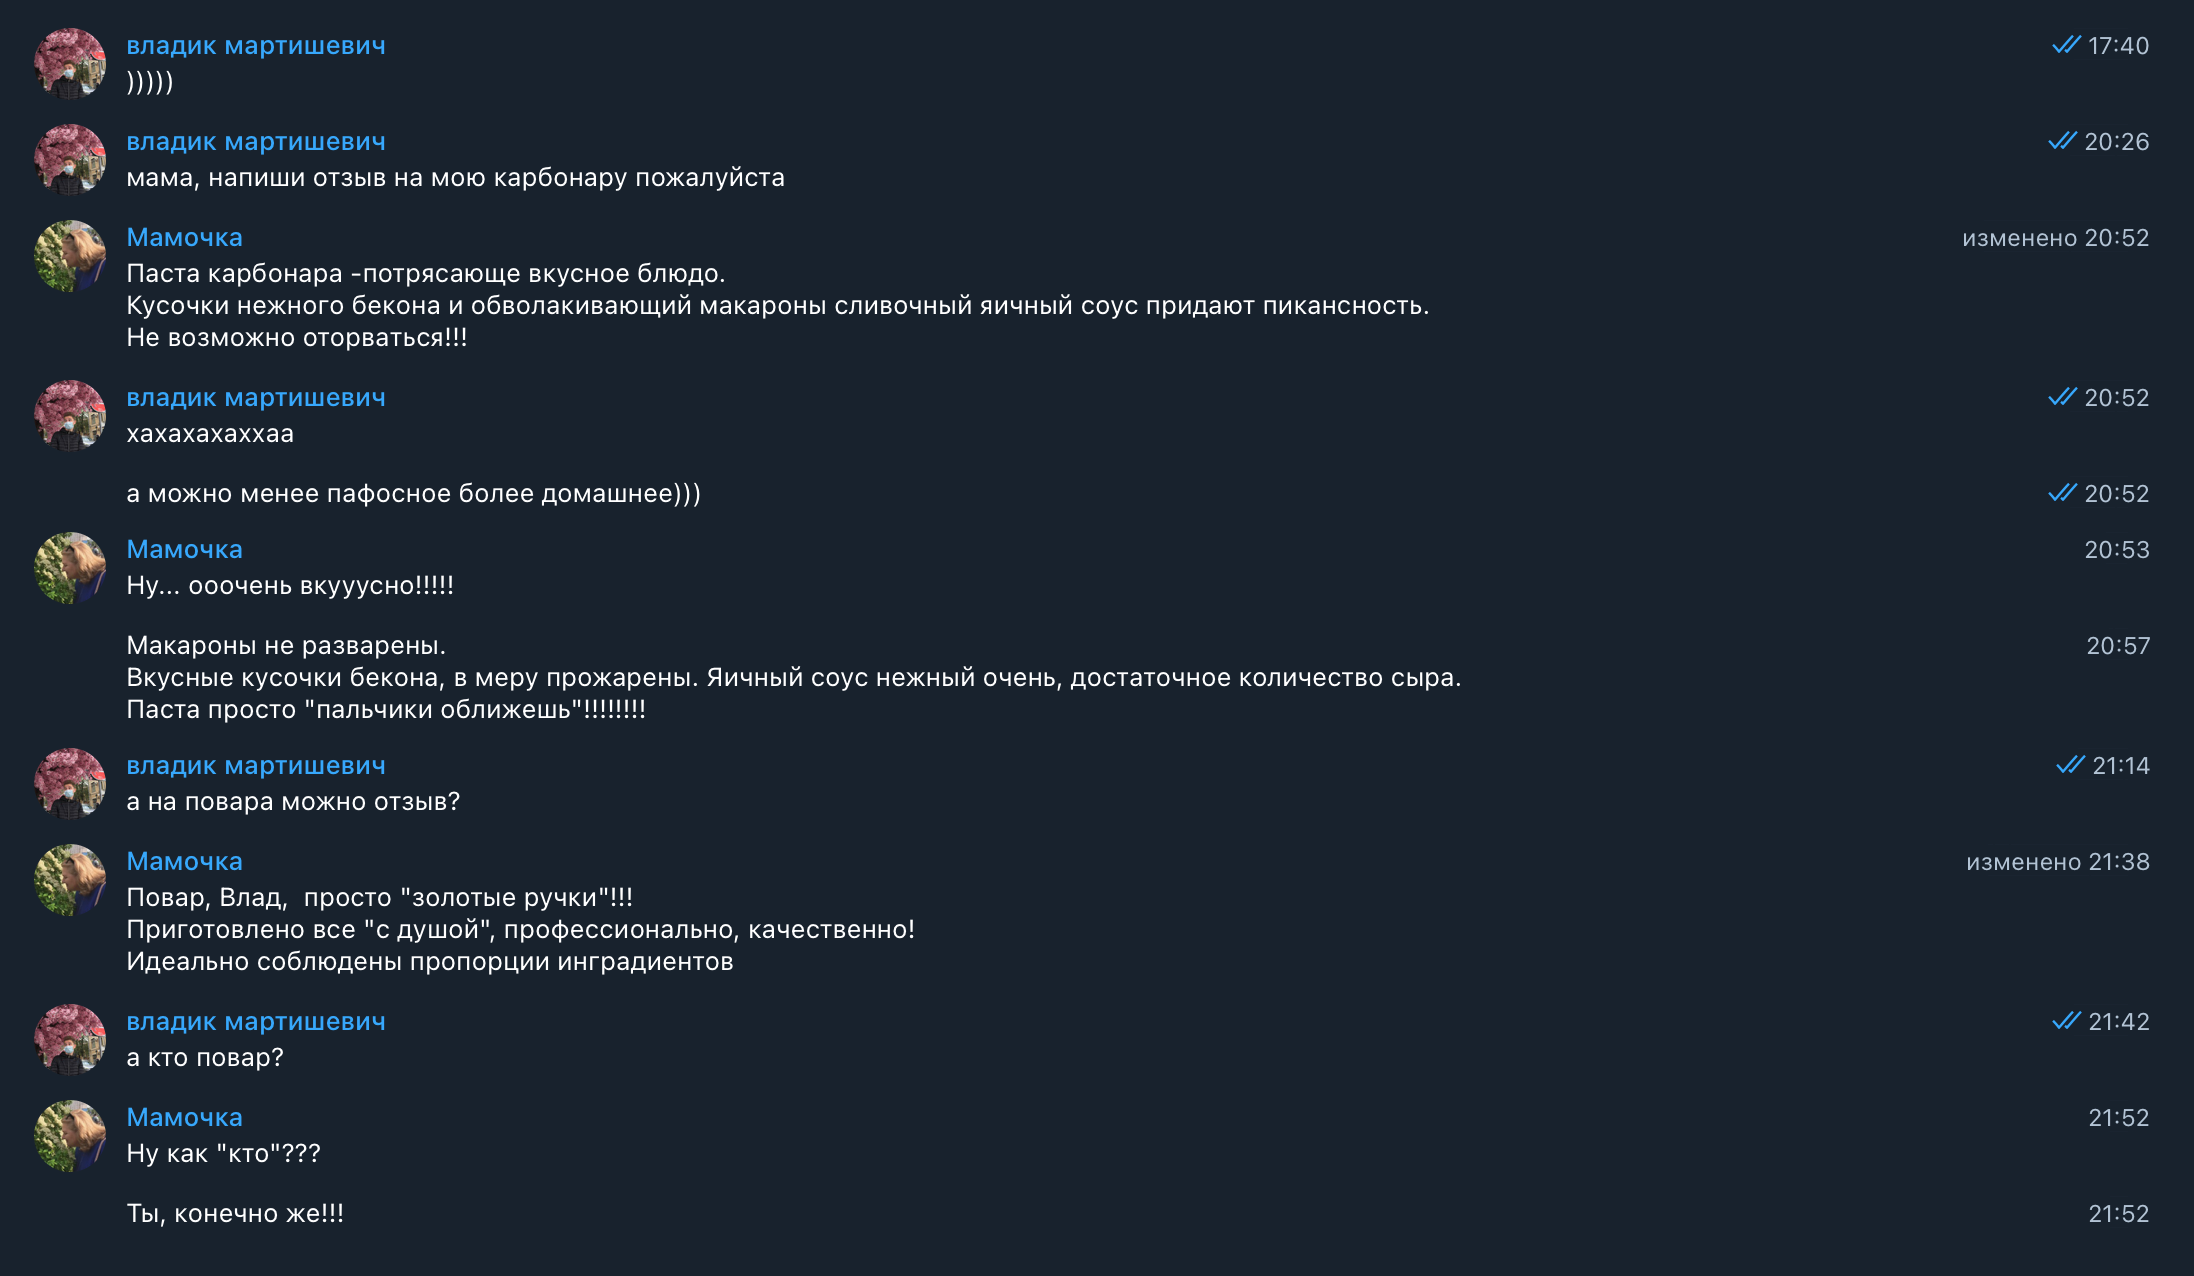 владик мартишевич 17:40
)))))
владик мартишевич 20:26
мама, напиши отзыв на мою карбонару пожалуйста
Мамочка изменено 20:52
Паста карбонара -потрясающе вкусное блюдо.
Кусочки нежного бекона и обволакивающий макароны сливочный яичный соус придают пикансность.
Не возможно оторваться!!!
владик мартишевич 20:52
хахахахаххаа
а можно менее пафосное более домашнее))) 20:52
Мамочка 20:53
Ну... ооочень вкууусно!!!!!
Макароны не разварены. 20:57
Вкусные кусочки бекона, в меру прожарены. Яичный соус нежный очень, достаточное количество сыра.
Паста просто "пальчики оближешь"!!!!!!!!
владик мартишевич 21:14
а на повара можно отзыв?
Мамочка изменено 21:38
Повар, Влад,  просто "золотые ручки"!!!
Приготовлено все "с душой", профессионально, качественно!
Идеально соблюдены пропорции инградиентов
владик мартишевич 21:42
а кто повар?
Мамочка 21:52
Ну как "кто"???
Ты, конечно же!!! 21:52